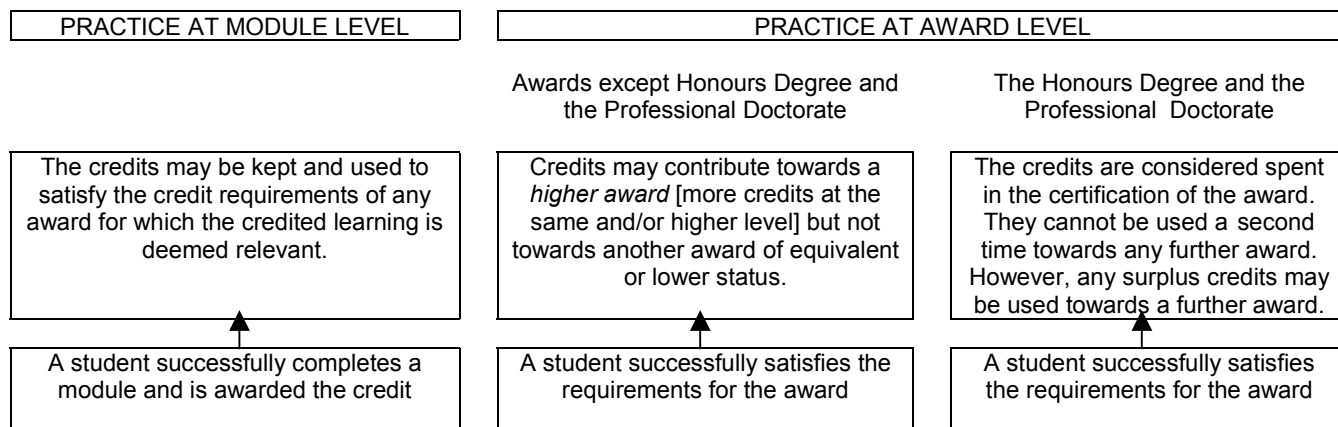 PRACTICE AT MODULE LEVEL
PRACTICE AT AWARD LEVEL
Awards except Honours Degree and
the Professional Doctorate
The Honours Degree and the
Professional Doctorate
The credits may be kept and used to
satisfy the credit requirements of any
award for which the credited learning is
deemed relevant.
Credits may contribute towards a
higher award [more credits at the
same and/or higher level] but not
towards another award of equivalent
or lower status.
The credits are considered spent
in the certification of the award.
They cannot be used a second
time towards any further award.
However, any surplus credits may
be used towards a further award.
A student successfully completes a
module and is awarded the credit
A student successfully satisfies the
requirements for the award
A student successfully satisfies
the requirements for the award